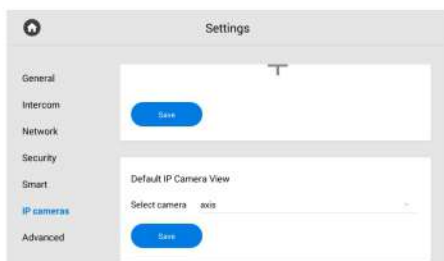 Settings
General
Intercom
Network
Security
Smart
IP cameras
Advanced
Save
Default IP Camera View
Select camera axis
Save